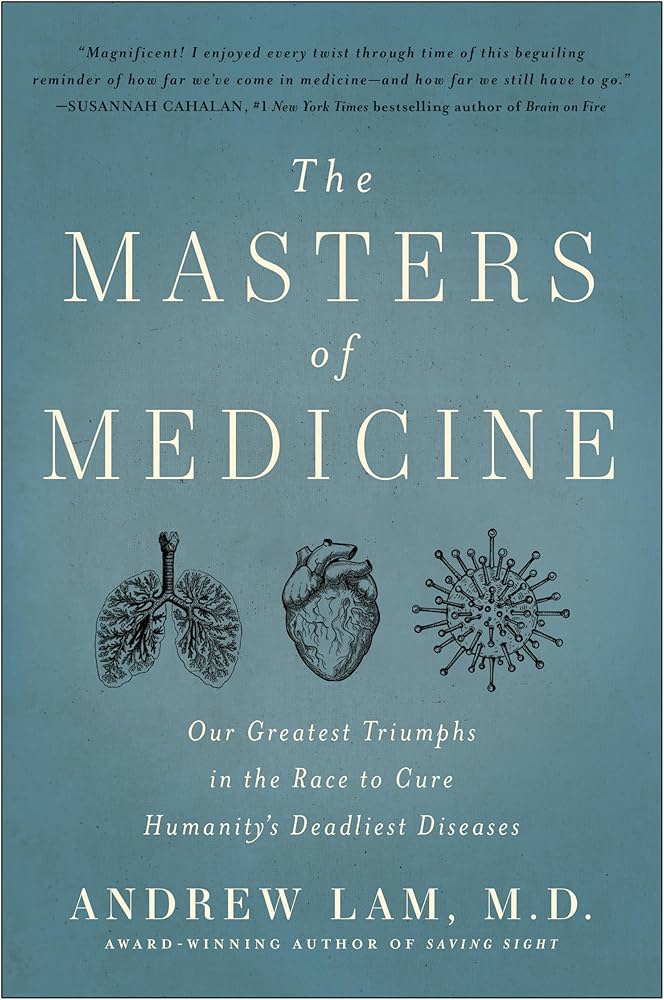 “Magnificent! I enjoyed every twist through time of this beguiling
reminder of how far we’ve come in medicine—and how far we still have to go.”
—SUSANNAH CAHALAN, #1 New York Times bestselling author of Brain on Fire
The
MASTERS
of
MEDICINE
Our Greatest Triumphs
in the Race to Cure
Humanity’s Deadliest Diseases
ANDREW LAM, M.D.
AWARD-WINNING AUTHOR OF SAVING SIGHT